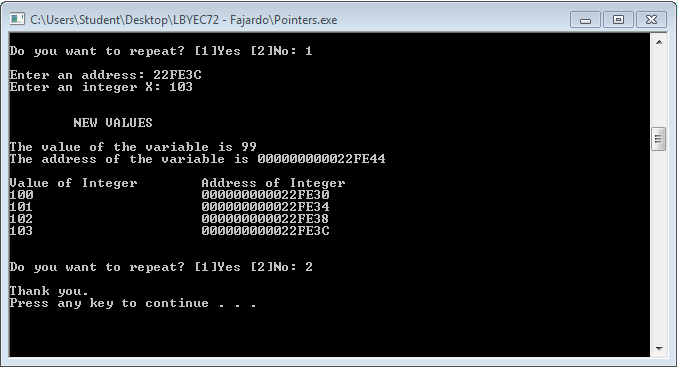 C:\Users\Student\Desktop\LBYEC72 - Fajardo\Pointers.exe
Do you want to repeat? [1]Yes [2]No: 1
Enter an address: 22FE3C
Enter an integer X: 103
NEW VALUES
The value of the variable is 99
The address of the variable is 000000000022FE44
Value of Integer Address of Integer
100 000000000022FE30
101 000000000022FE34
102 000000000022FE38
103 000000000022FE3C
Do you want to repeat? [1]Yes [2]No: 2
Thank you.
Press any key to continue . . .